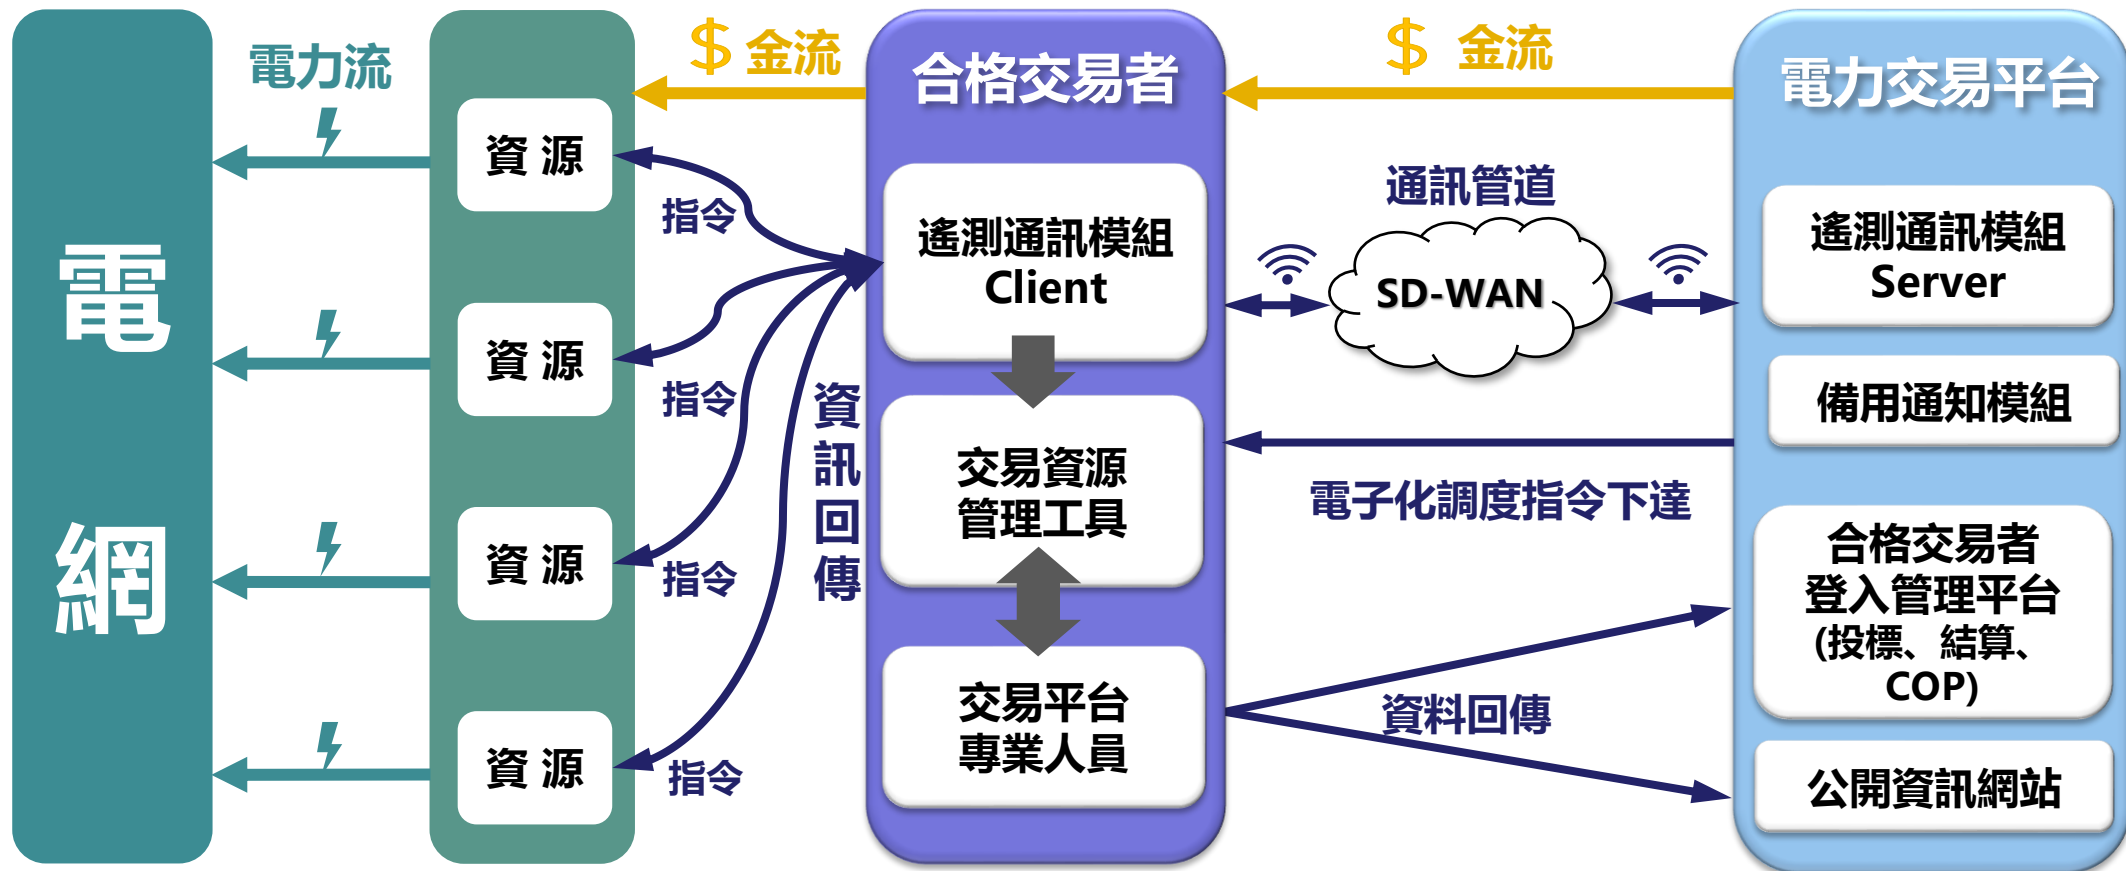 電
網
電力流
資 源
資 源
資 源
資 源
$ 金流
指令
指令
指令
指令
資
訊
回
傳
合格交易者
遙測通訊模組
Client
交易資源
管理工具
交易平台
專業人員
$ 金流
通訊管道
SD-WAN
電子化調度指令下達
資料回傳
電力交易平台
遙測通訊模組
Server
備用通知模組
合格交易者
登入管理平台
(投標、結算、
COP)
公開資訊網站